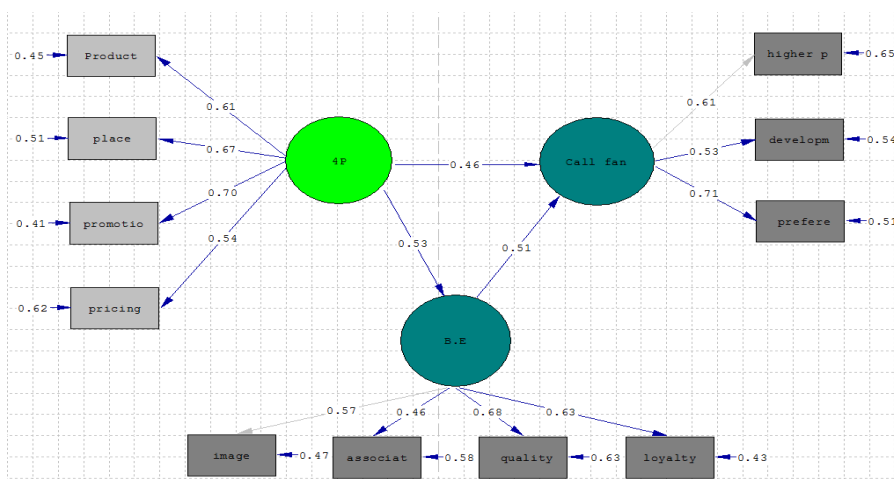 0.45
Product
higher p
0.65
0.61
0.61
0.51
place
0.67
4P
0.46
Call fan
0.53
developm
0.54
0.70
0.71
0.41
promotio
0.54
0.53
0.51
prefere
0.51
0.62
pricing
B.E
0.57
0.46
0.68
0.63
image
0.47
associat
0.58
quality
0.63
loyalty
0.43